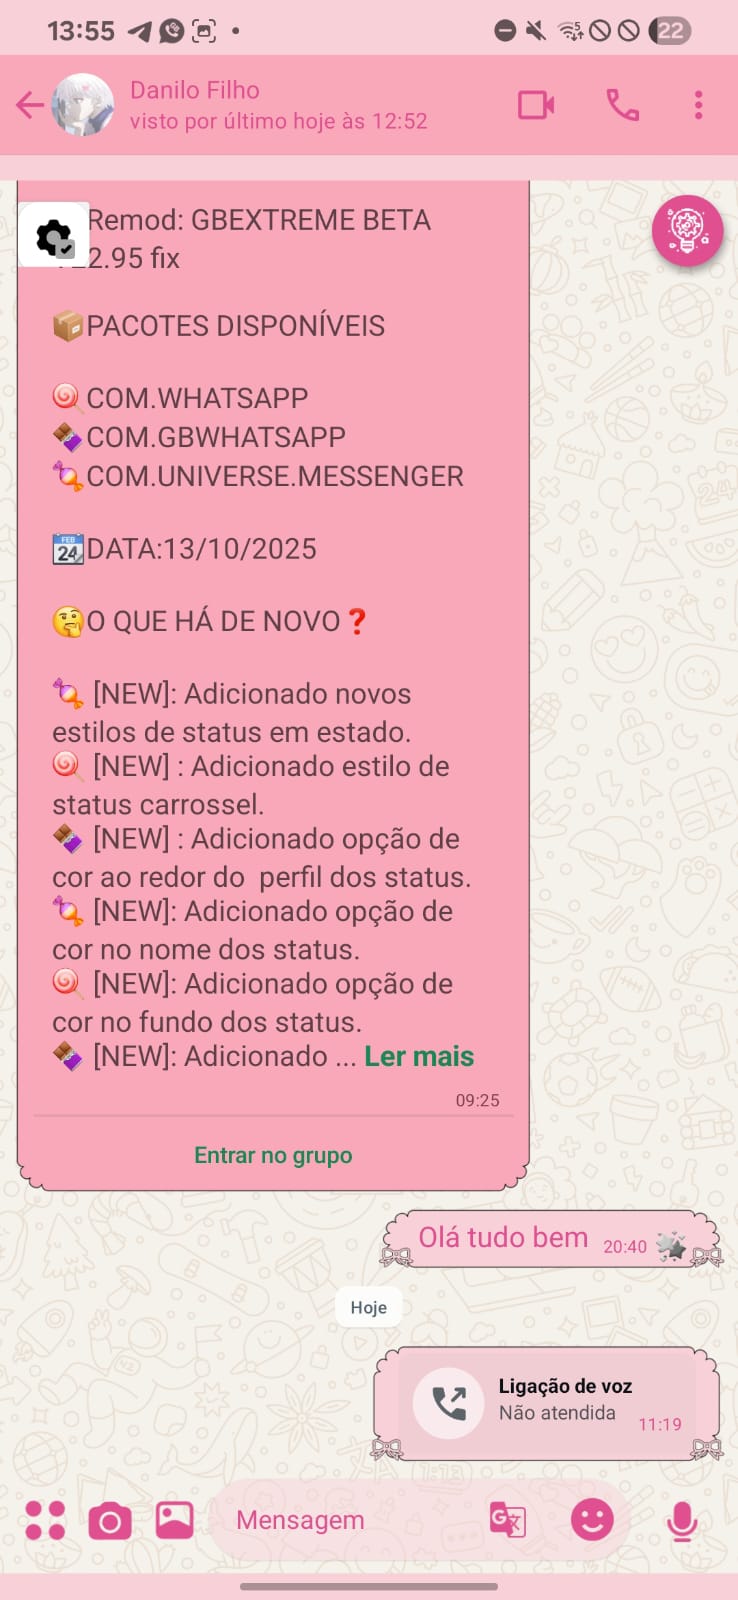 13:55
22
Danilo Filho
visto por último hoje às 12:52
Remod: GBEXTREME BETA
2.95 fix
📦PACOTES DISPONÍVEIS
🍭COM.WHATSAPP
🍫COM.GBWHATSAPP
🍬COM.UNIVERSE.MESSENGER
📆DATA:13/10/2025
🤔O QUE HÁ DE NOVO❓
🍬 [NEW]: Adicionado novos
estilos de status em estado.
🍭 [NEW] : Adicionado estilo de
status carrossel.
🍫 [NEW] : Adicionado opção de
cor ao redor do  perfil dos status.
🍬 [NEW]: Adicionado opção de
cor no nome dos status.
🍭 [NEW]: Adicionado opção de
cor no fundo dos status.
🍫 [NEW]: Adicionado ... Ler mais
09:25
Entrar no grupo
Olá tudo bem 20:40
Hoje
Ligação de voz
Não atendida 11:19
Mensagem